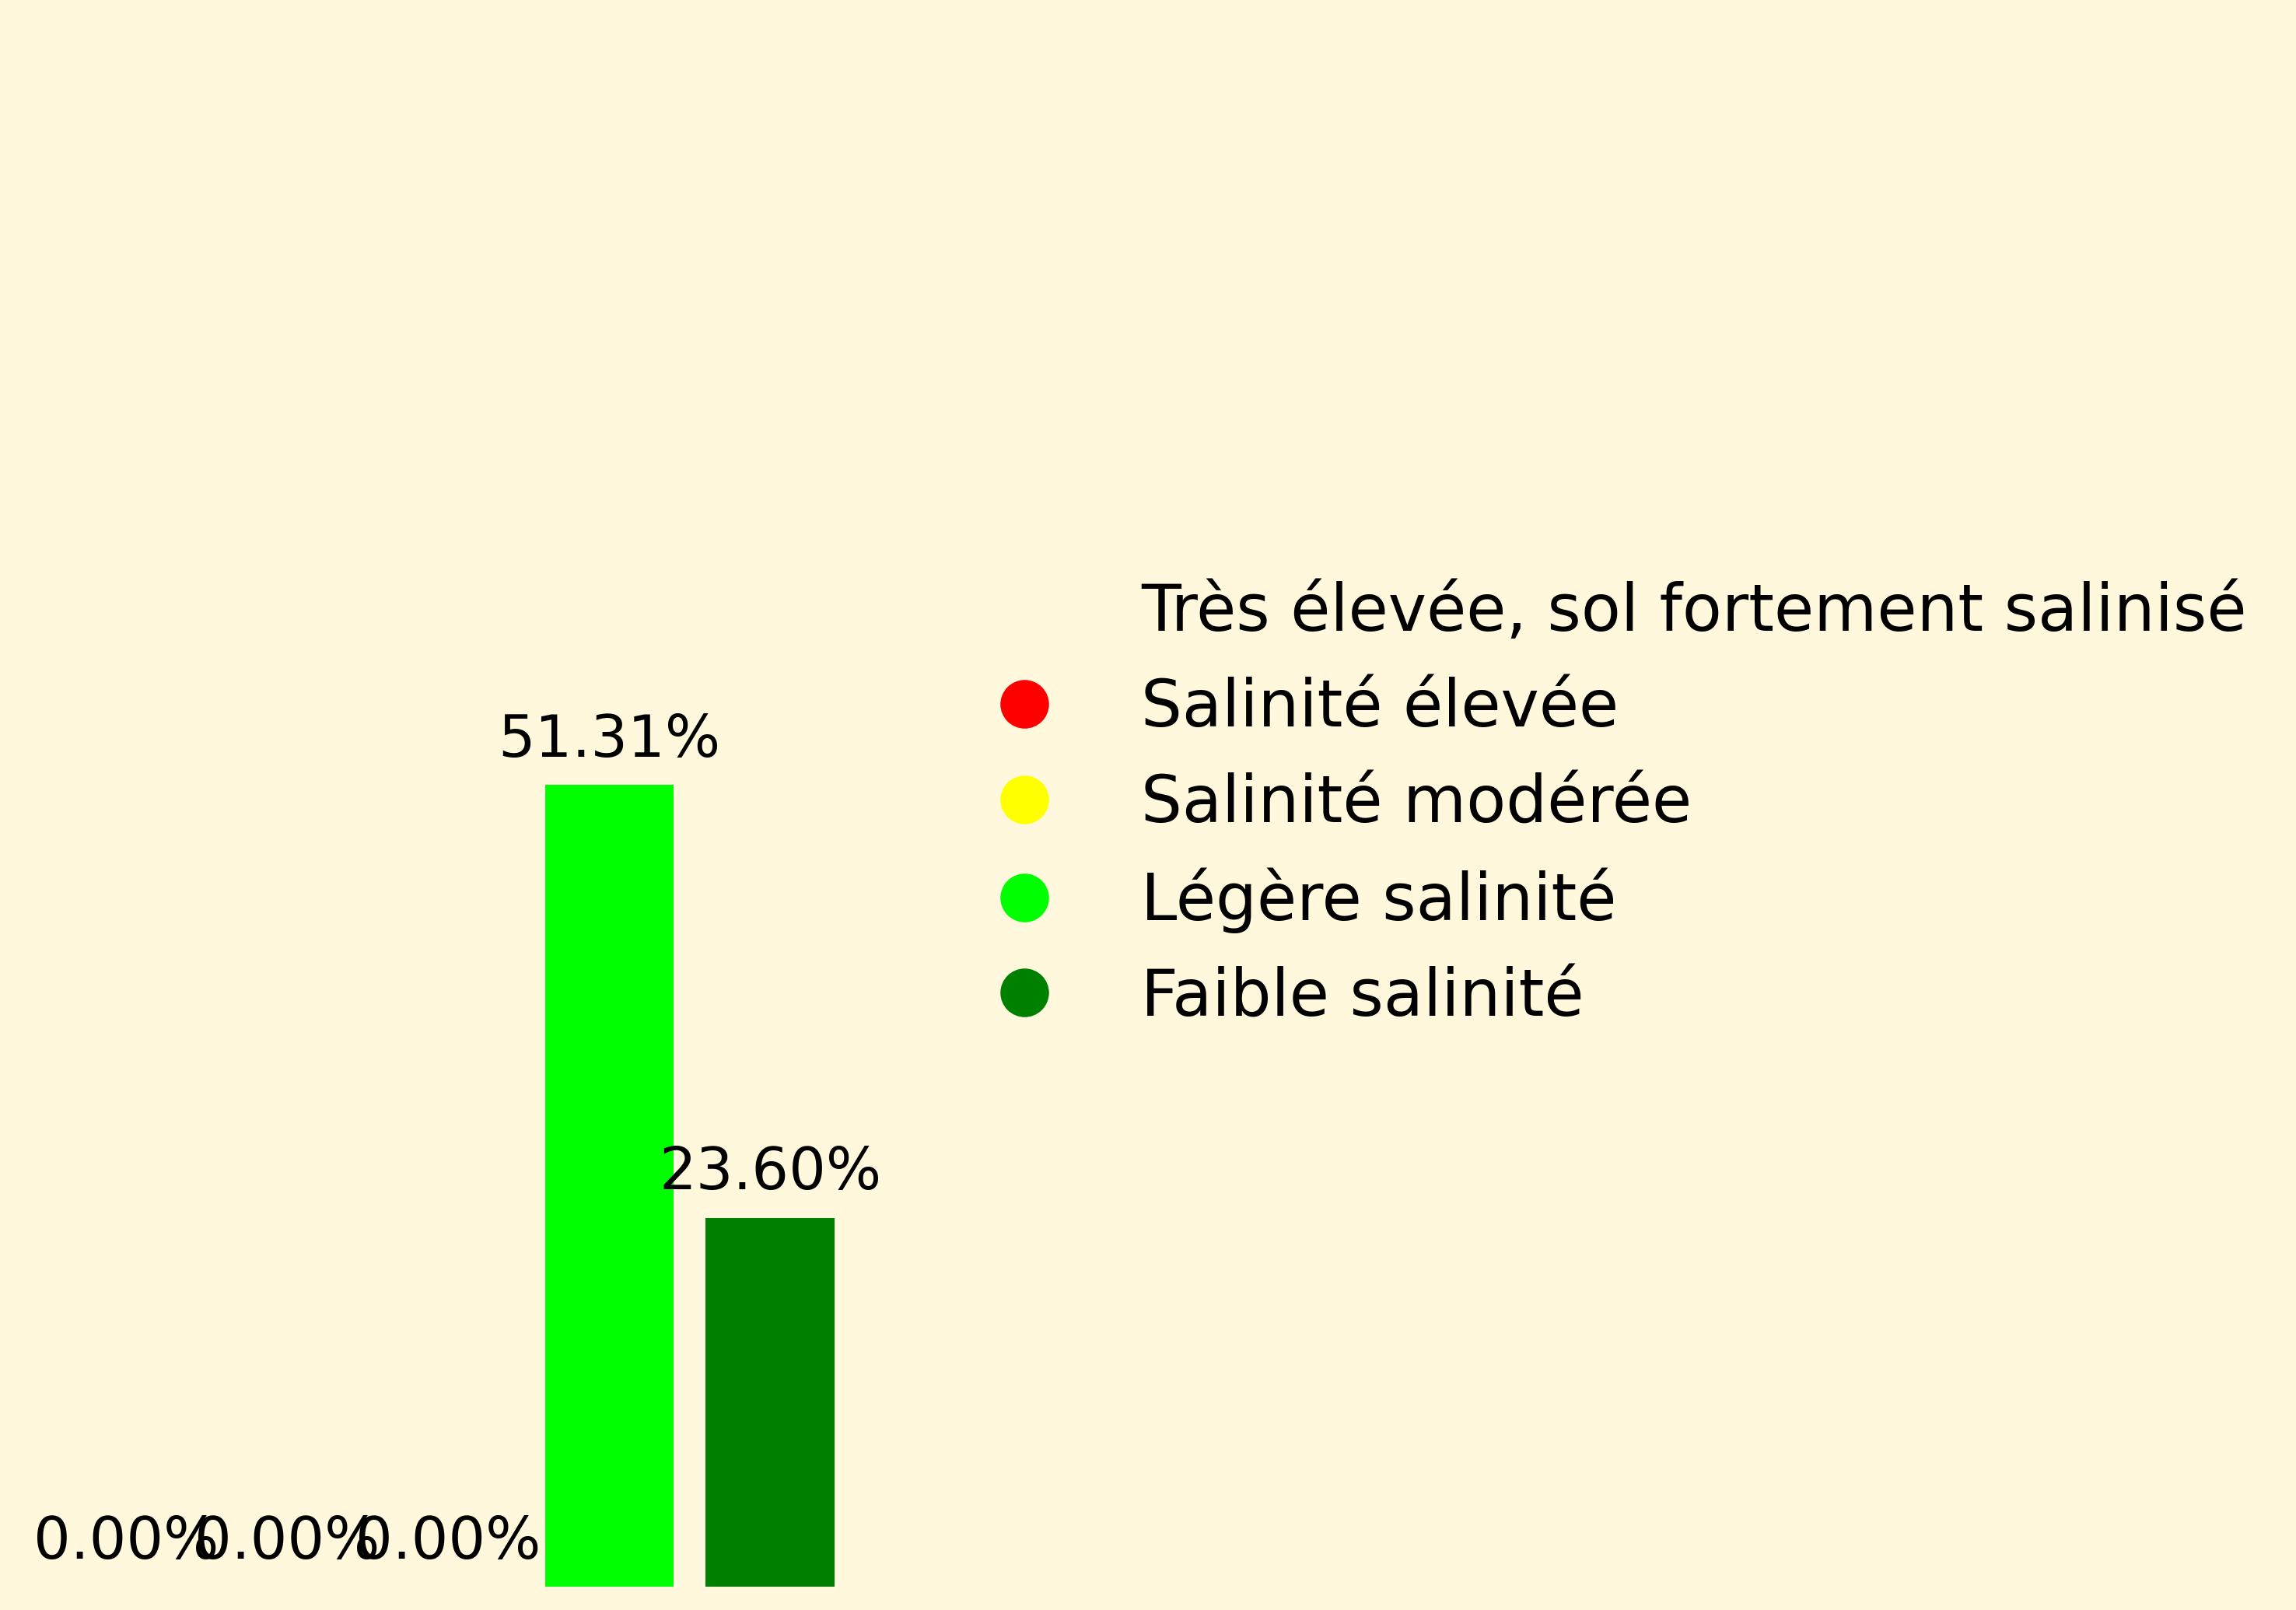 Très élevée, sol fortement salinisé
Salinité élevée
Salinité modérée
Légère salinité
Faible salinité
51.31%
23.60%
0.00%
0.00%
0.00%